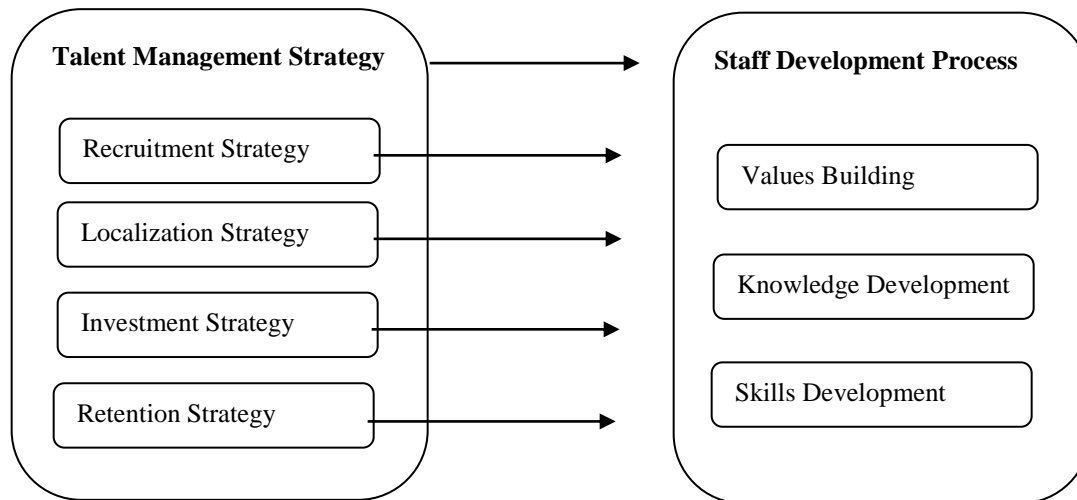 Talent Management Strategy
Recruitment Strategy
Localization Strategy
Investment Strategy
Retention Strategy
Staff Development Process
Values Building
Knowledge Development
Skills Development